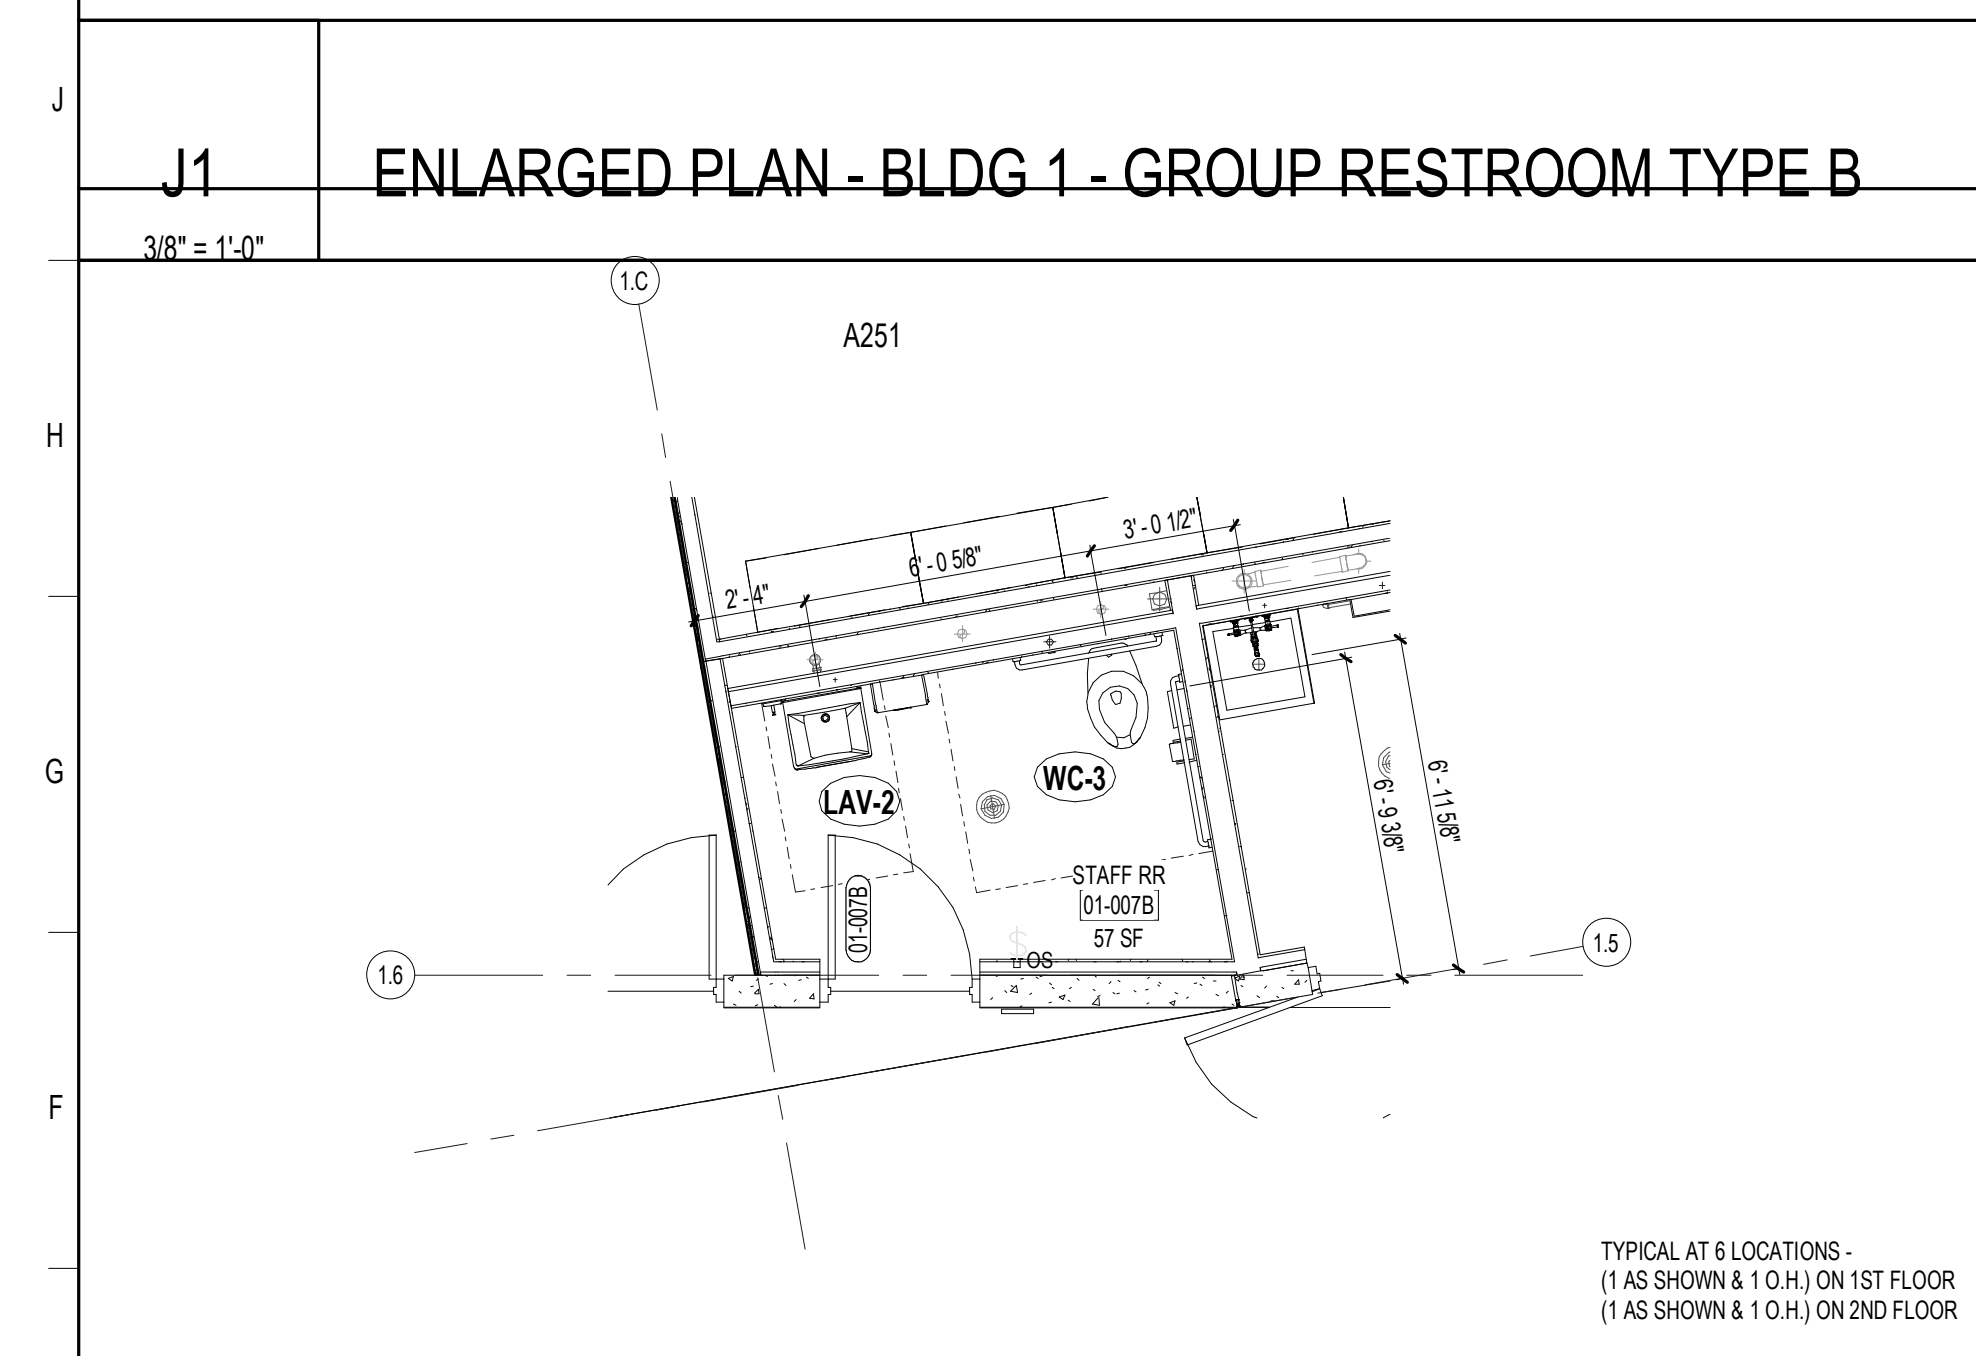 J
J1
ENLARGED PLAN - BLDG 1 - GROUP RESTROOM TYPE B
3/8" = 1'-0"
1.C
A251
H
3' - 0 1/2"
6' - 0 5/8"
2' - 4"
G
WC-3
LAV-2
6' - 9 3/8"
6' - 11 5/8"
STAFF RR
01-007B
01-007B
57 SF
$
OS
1.6
1.5
F
TYPICAL AT 6 LOCATIONS -
(1 AS SHOWN & 1 O.H.) ON 1ST FLOOR
(1 AS SHOWN & 1 O.H.) ON 2ND FLOOR